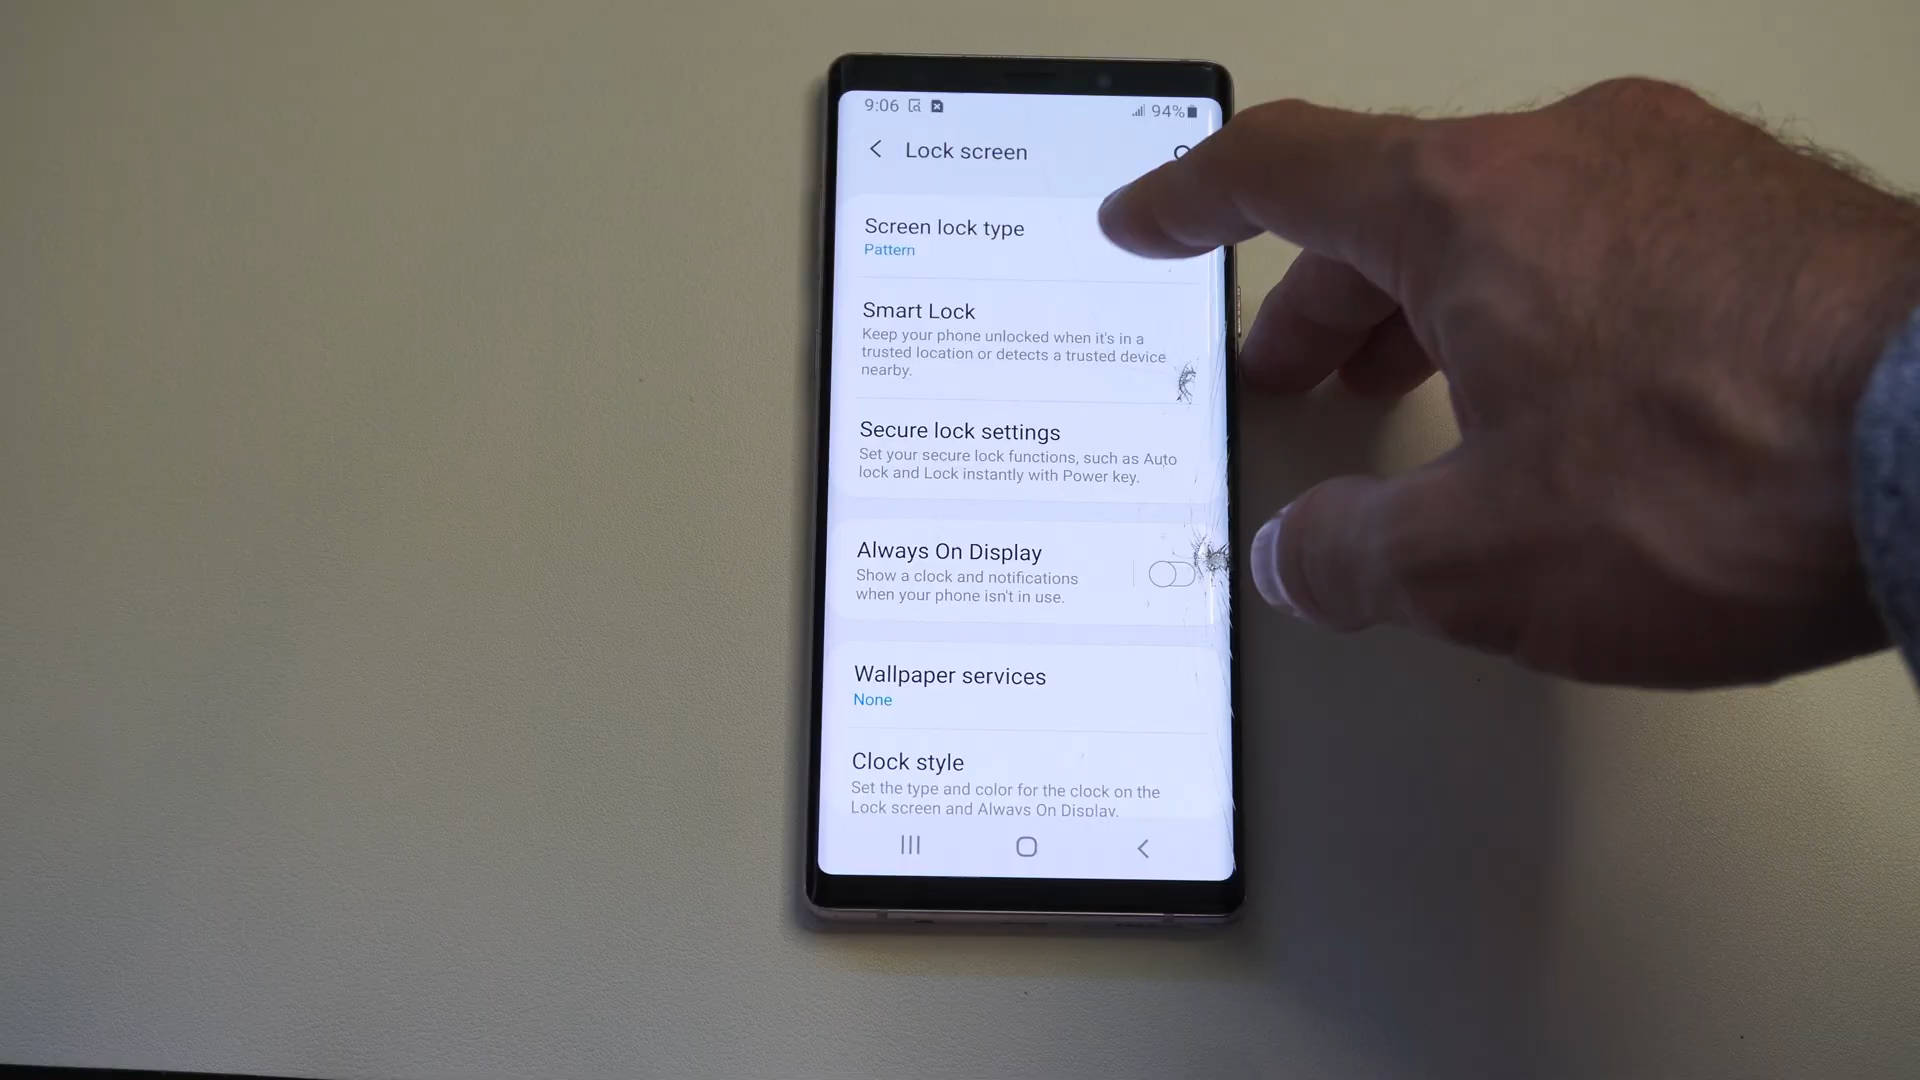 9:06 94%
Lock screen
Screen lock type
Pattern
Smart Lock
Keep your phone unlocked when it's in a
trusted location or detects a trusted device
nearby.
Secure lock settings
Set your secure lock functions, such as Auto
lock and Lock instantly with Power key.
Always On Display
Show a clock and notifications
when your phone isn't in use.
Wallpaper services
None
Clock style
Set the type and color for the clock on the
Lock screen and Always On Display.